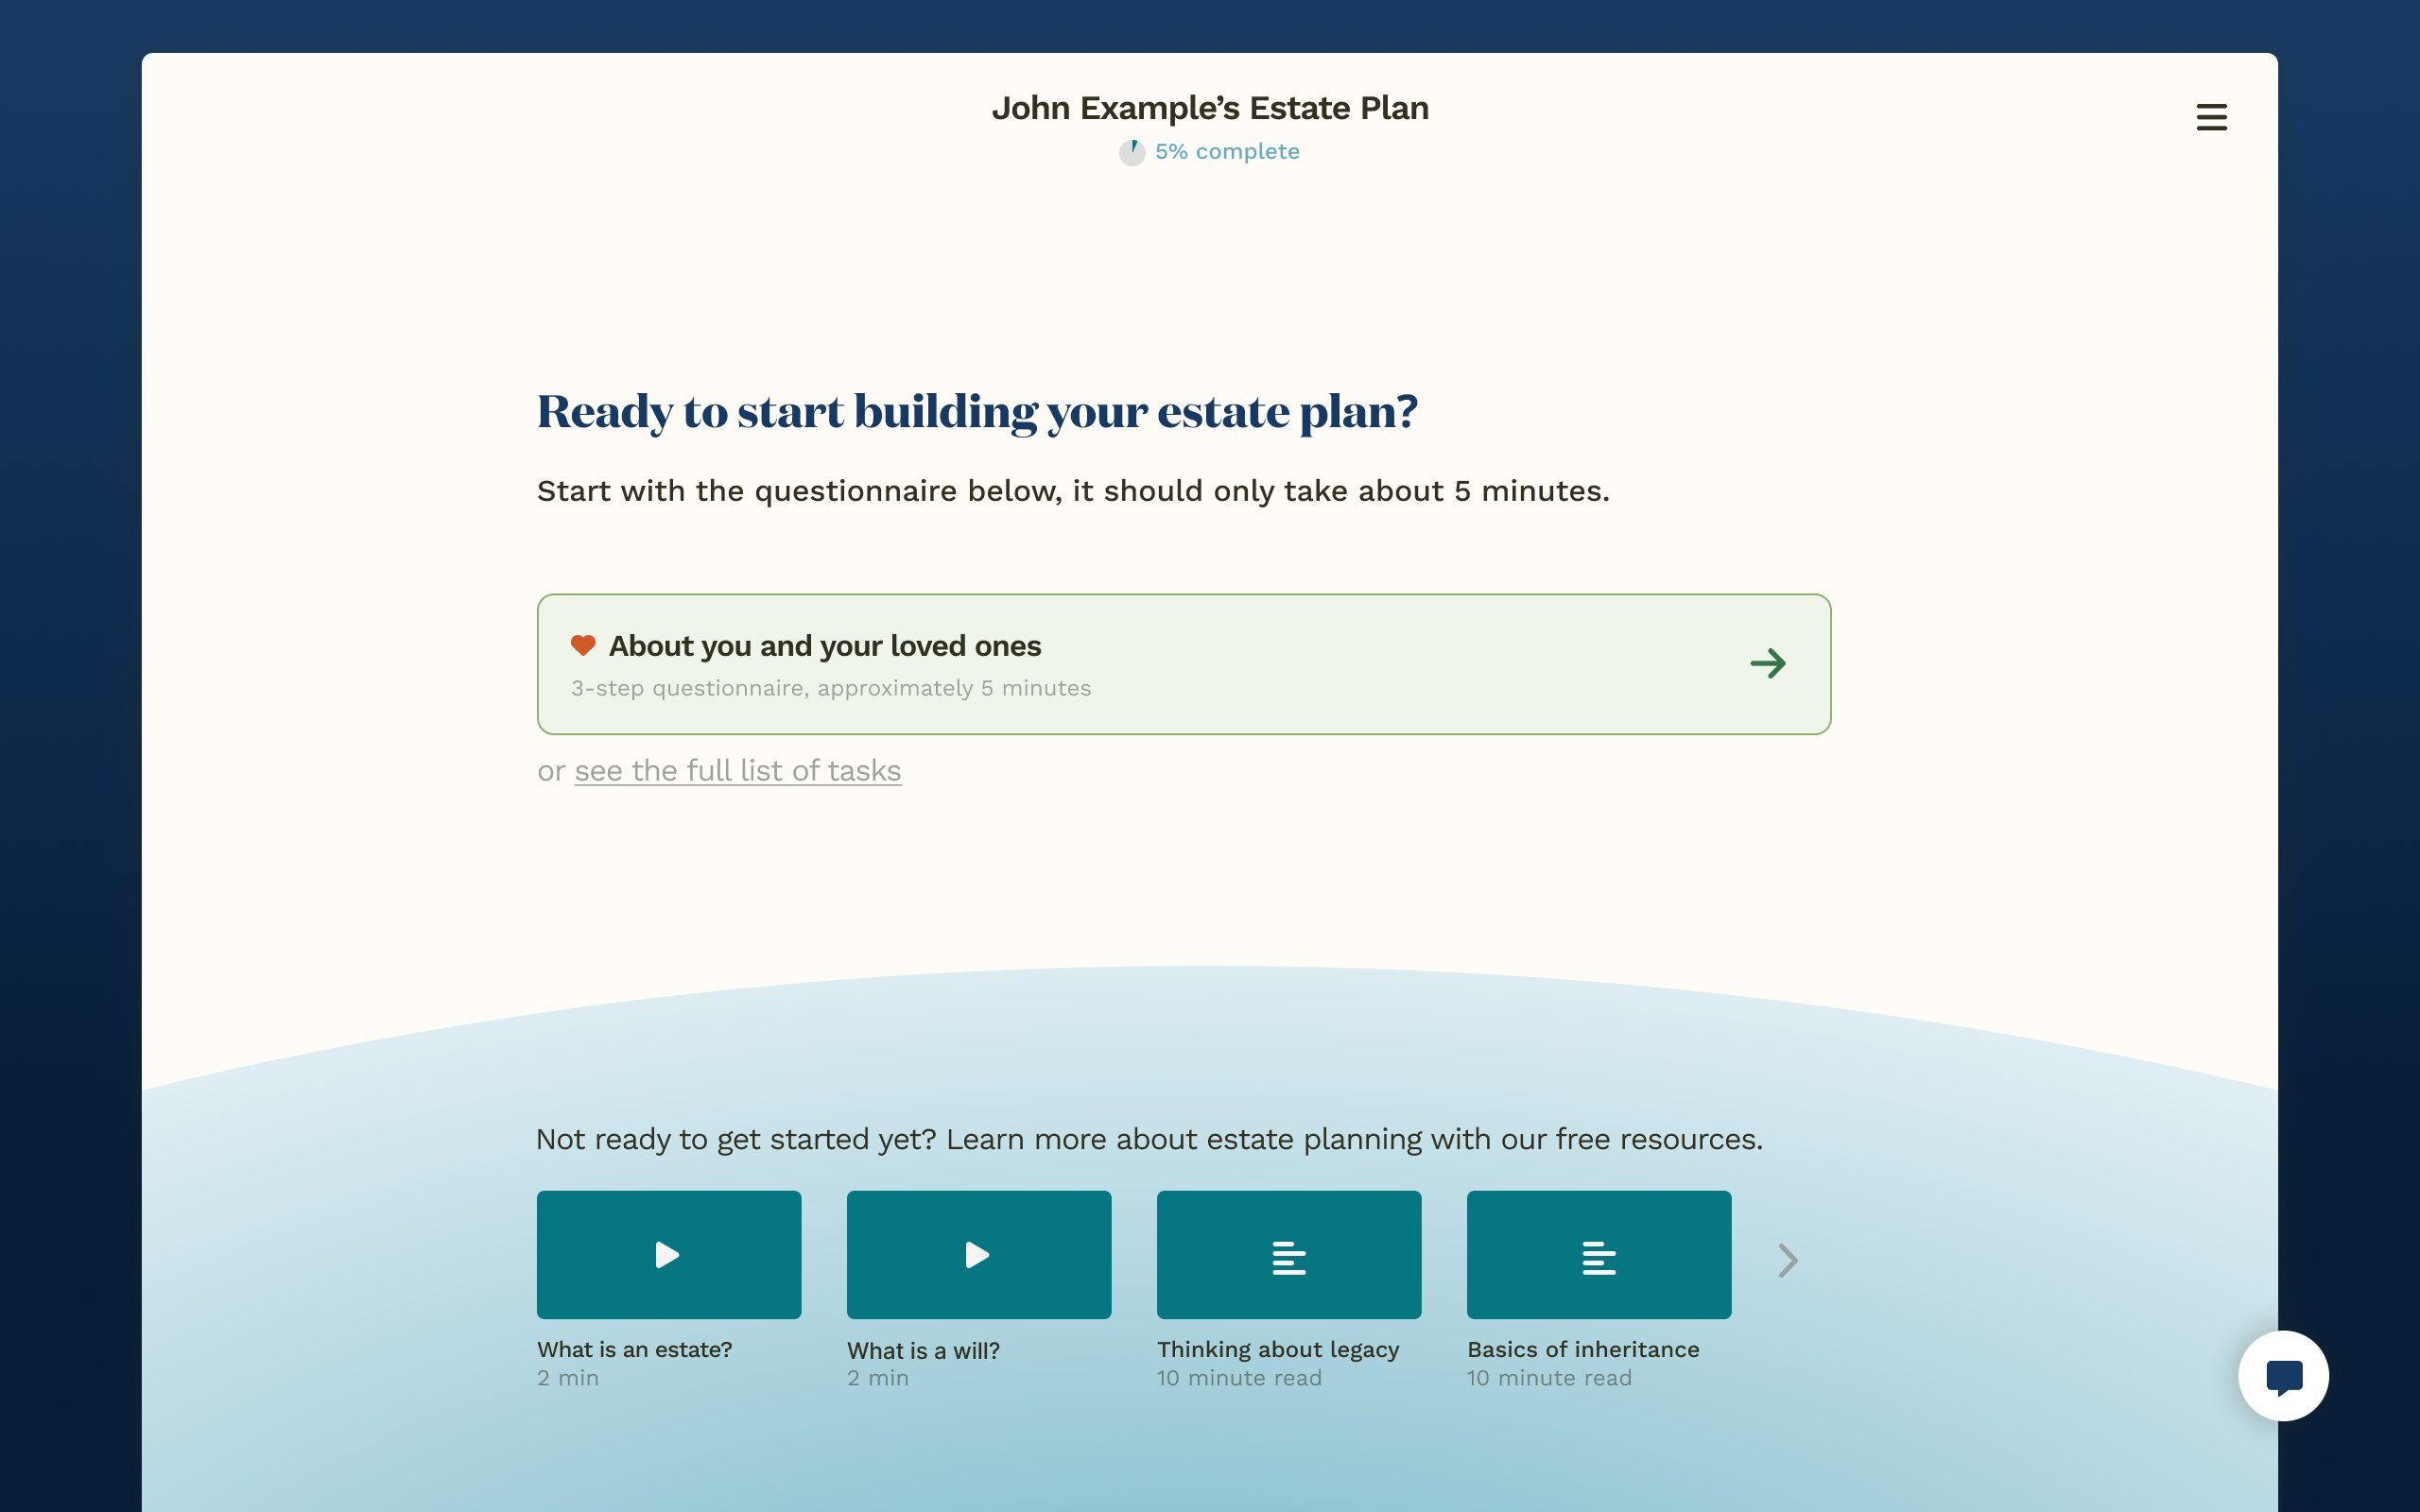 John Example’s Estate Plan
5% complete
Ready to start building your estate plan?
Start with the questionnaire below, it should only take about 5 minutes.
About you and your loved ones
3-step questionnaire, approximately 5 minutes
or see the full list of tasks
Not ready to get started yet? Learn more about estate planning with our free resources.
What is an estate?
2 min
What is a will?
2 min
Thinking about legacy
10 minute read
Basics of inheritance
10 minute read